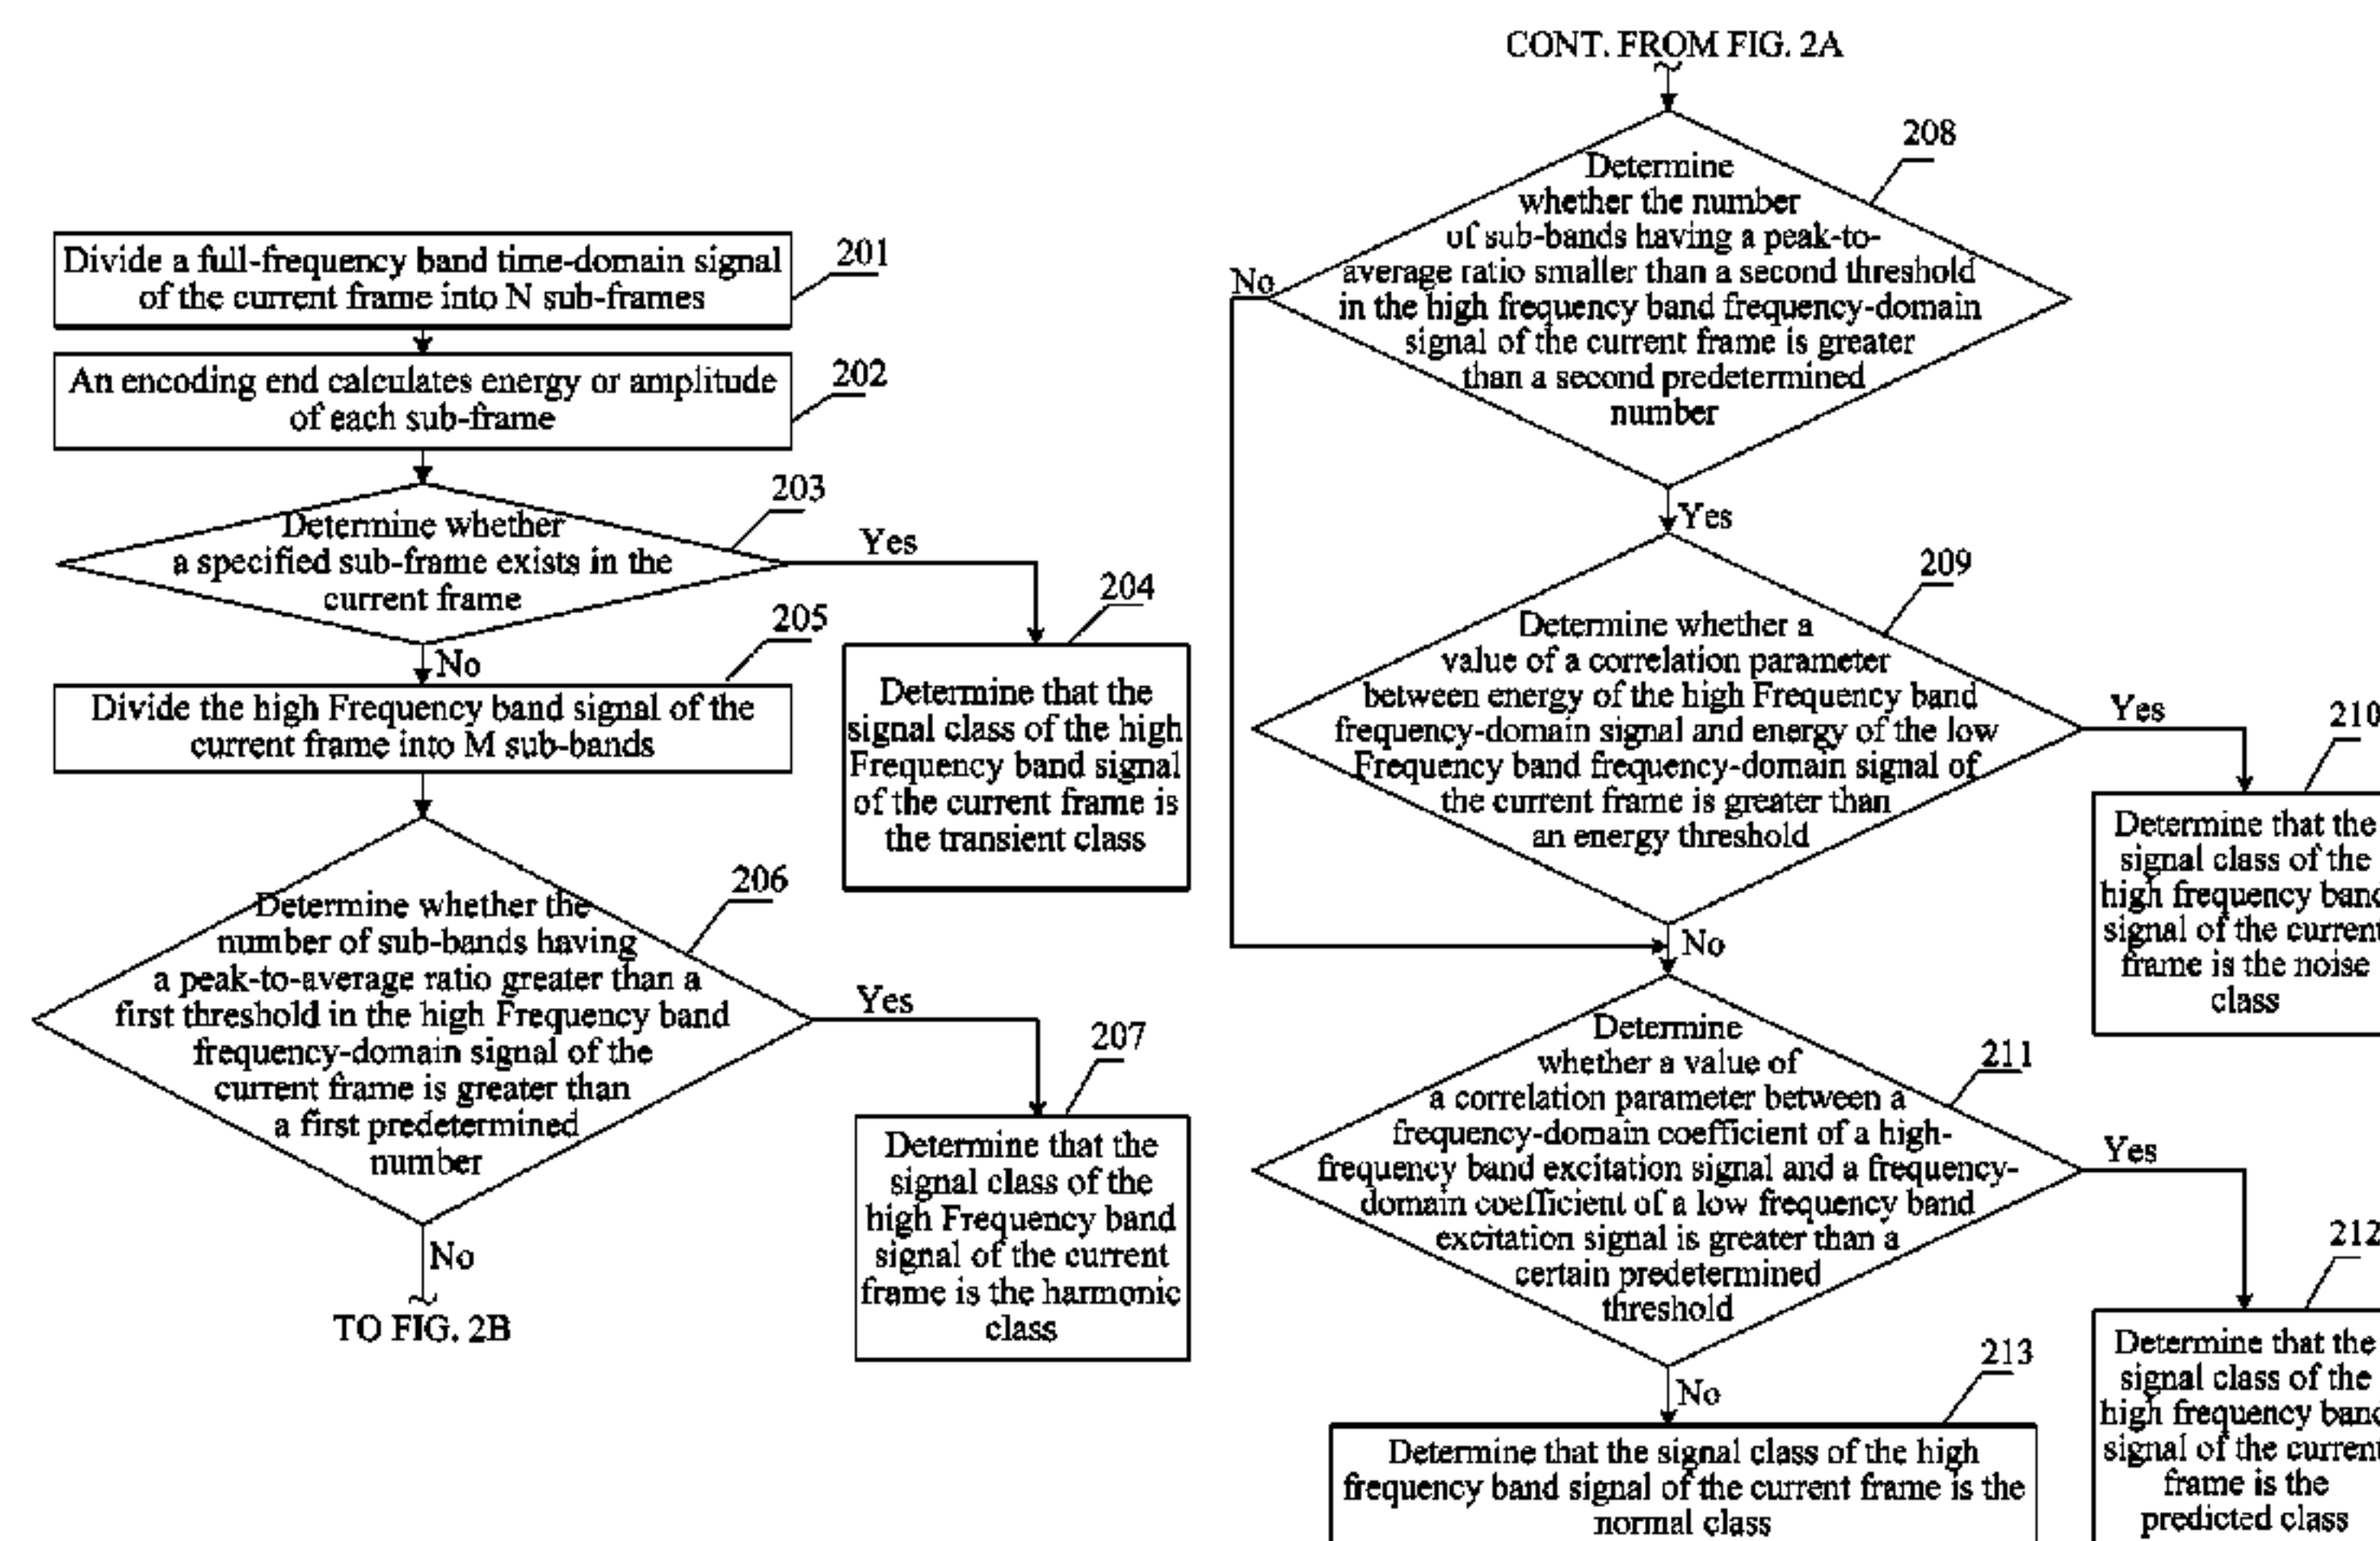 Divide a full-frequency band time-domain signal
of the current frame into N sub-frames
201
An encoding end calculates energy or amplitude
of each sub-frame
202
203
Determine whether
a specified sub-frame exists in the
current frame
Yes
204
Determine that the
signal class of the high
Frequency band signal
of the current frame is
the transient class
No
205
Divide the high Frequency band signal of the
current frame into M sub-bands
206
Determine whether the
number of sub-bands having
a peak-to-average ratio greater than a
first threshold in the high Frequency band
frequency-domain signal of the
current frame is greater than
a first predetermined
number
Yes
207
Determine that the
signal class of the
high Frequency band
signal of the current
frame is the harmonic
class
No
TO FIG. 2B
CONT. FROM FIG. 2A
208
Determine
whether the number
of sub-bands having a peak-to-
average ratio smaller than a second threshold
in the high frequency band frequency-domain
signal of the current frame is greater
than a second predetermined
number
No
Yes
209
Determine whether a
value of a correlation parameter
between energy of the high Frequency band
frequency-domain signal and energy of the low
Frequency band frequency-domain signal of
the current frame is greater than
an energy threshold
Yes
210
Determine that the
signal class of the
high frequency band
signal of the current
frame is the noise
class
No
211
Determine
whether a value of
a correlation parameter between a
frequency-domain coefficient of a high-
frequency band excitation signal and a frequency-
domain coefficient of a low frequency band
excitation signal is greater than a
certain predetermined
threshold
Yes
212
Determine that the
signal class of the
high frequency band
signal of the current
frame is the
predicted class
No
213
Determine that the signal class of the high
frequency band signal of the current frame is the
normal class